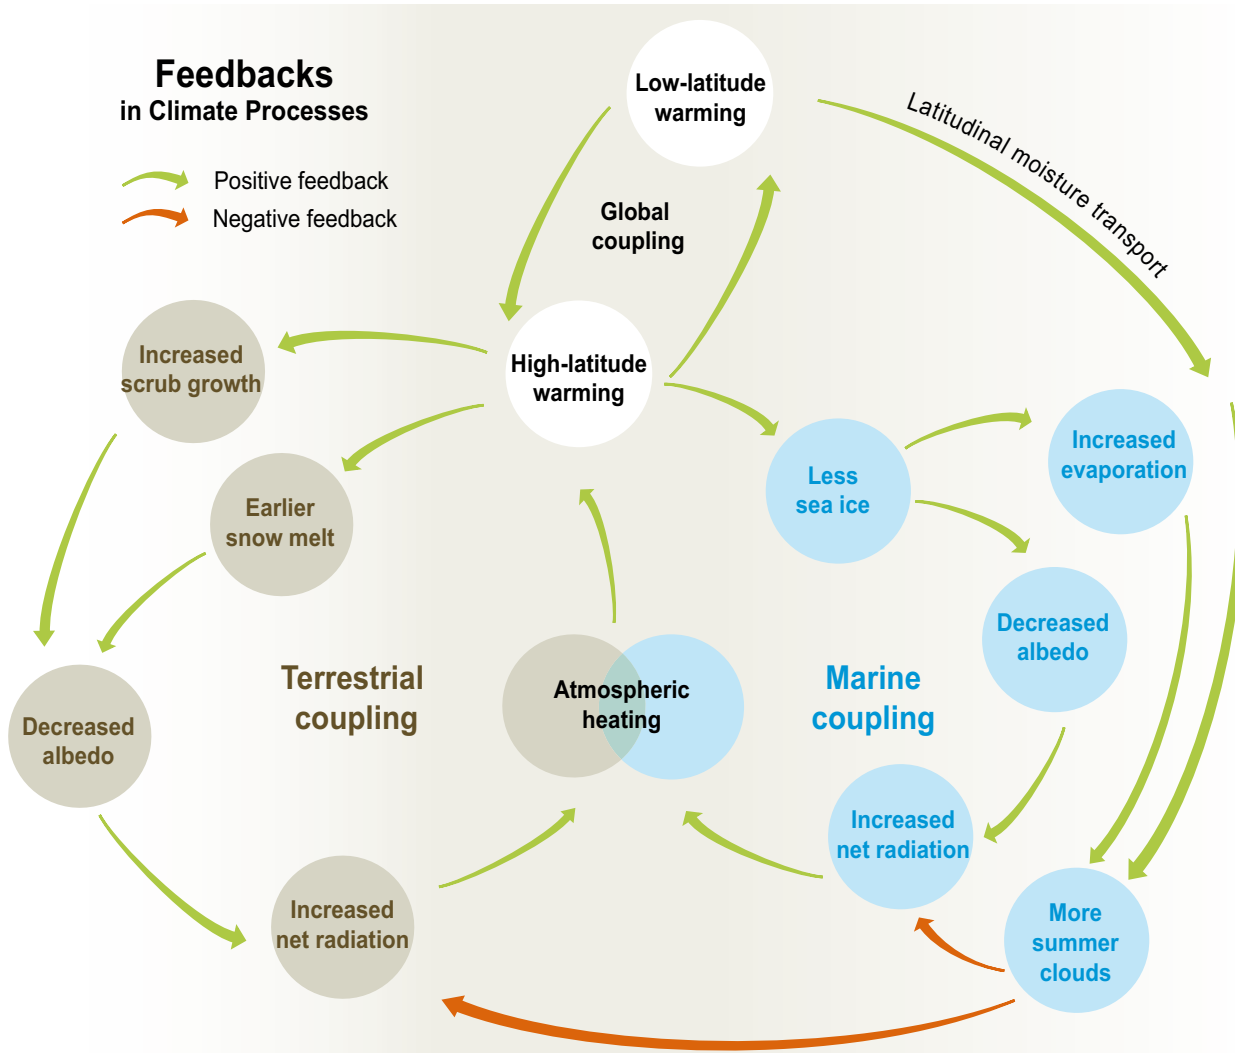 Feedbacks
in Climate Processes
Positive feedback
Negative feedback
Low-latitude
warming
Latitudinal moisture transport
Global
coupling
High-latitude
warming
Increased
scrub growth
Earlier
snow melt
Less
sea ice
Increased
evaporation
Decreased
albedo
Terrestrial
coupling
Atmospheric
heating
Marine
coupling
Decreased
albedo
Increased
net radiation
Increased
net radiation
More
summer
clouds